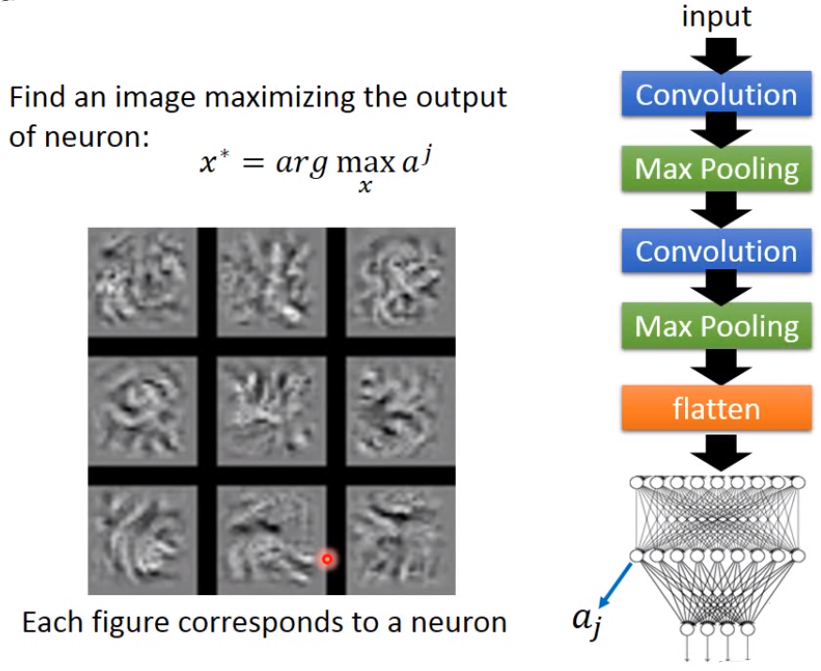 Find an image maximizing the output
of neuron:
x* = arg max a^j
x
Each figure corresponds to a neuron
input
Convolution
Max Pooling
Convolution
Max Pooling
flatten
a_j